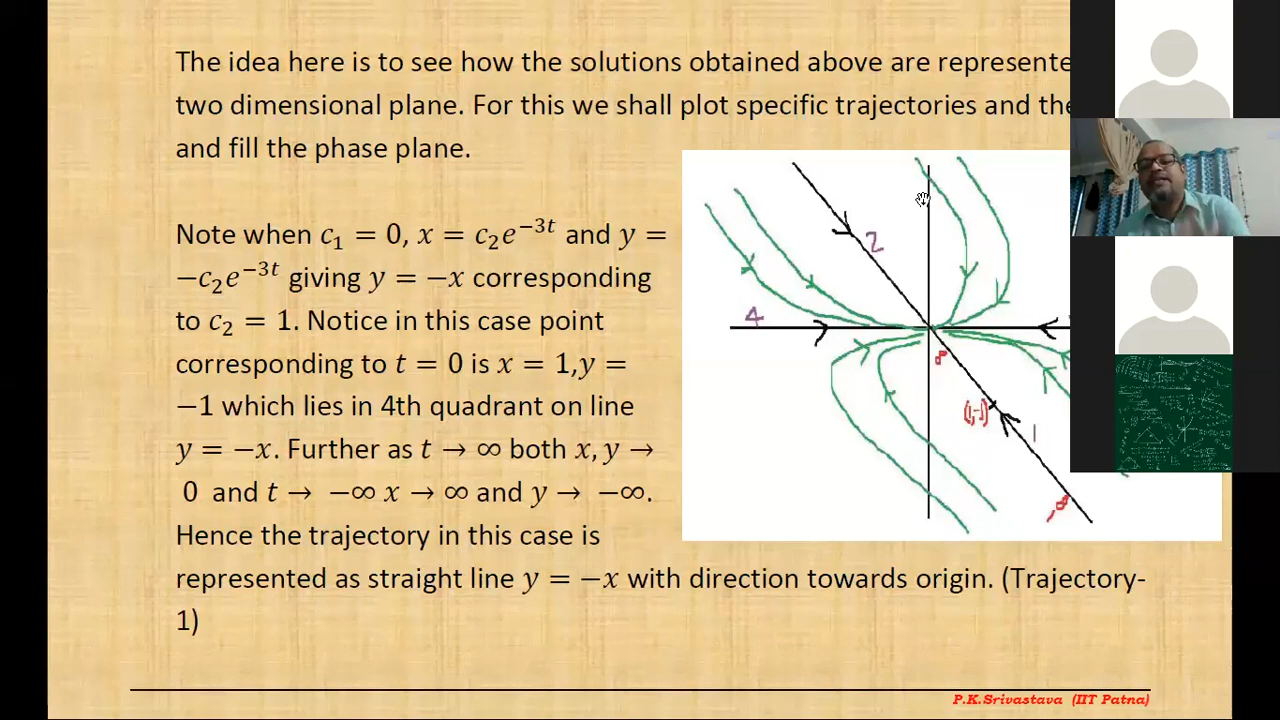 The idea here is to see how the solutions obtained above are represente
two dimensional plane. For this we shall plot specific trajectories and the
and fill the phase plane.
Note when c₁ = 0, x = c₂e⁻³ᵗ and y =
−c₂e⁻³ᵗ giving y = −x corresponding
to c₂ = 1. Notice in this case point
corresponding to t = 0 is x = 1,y =
−1 which lies in 4th quadrant on line
y = −x. Further as t → ∞ both x, y →
0 and t → −∞ x → ∞ and y → −∞.
Hence the trajectory in this case is
represented as straight line y = −x with direction towards origin. (Trajectory-
1)
2
4
∞
(1,-1)
1
-∞
P.K.Srivastava (IIT Patna)